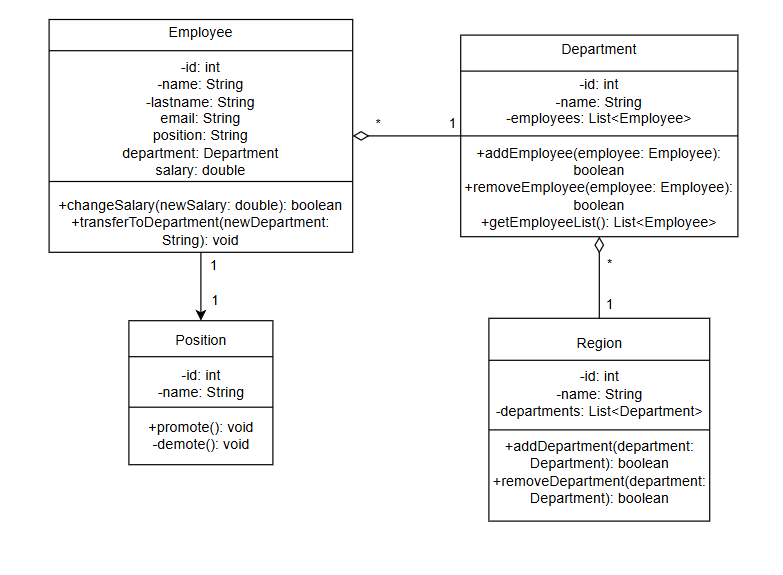 Employee
-id: int
-name: String
-lastname: String
email: String
position: String
department: Department
salary: double
+changeSalary(newSalary: double): boolean
+transferToDepartment(newDepartment:
String): void
*
1
Department
-id: int
-name: String
-employees: List<Employee>
+addEmployee(employee: Employee):
boolean
+removeEmployee(employee: Employee):
boolean
+getEmployeeList(): List<Employee>
1
1
*
1
Position
-id: int
-name: String
+promote(): void
-demote(): void
Region
-id: int
-name: String
-departments: List<Department>
+addDepartment(department:
Department): boolean
+removeDepartment(department:
Department): boolean